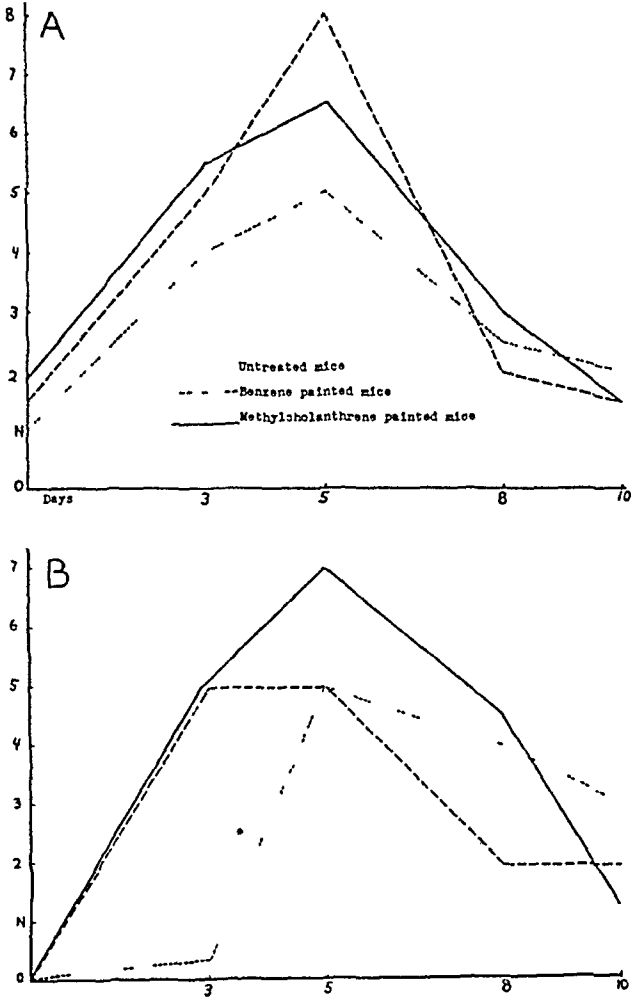 A
8
7
6
5
4
3
2
N
0
Days 3 5 8 10
Untreated mice
Benzene painted mice
Methylcholanthrene painted mice
B
7
6
5
4
3
2
N
0
3 5 8 10